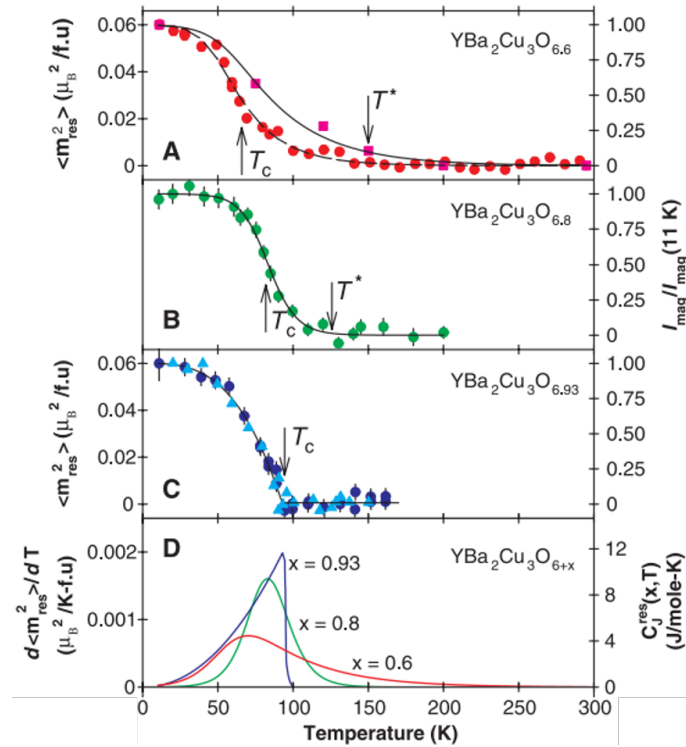 0.06
0.04
0.02
0
<m²res> (μB²/f.u)
1.00
0.75
0.50
0.25
0
YBa2Cu3O6.6
T*
Tc
A
1.00
0.75
0.50
0.25
0
YBa2Cu3O6.8
T*
Tc
B
Imag/Imag(11 K)
0.06
0.04
0.02
0
<m²res> (μB²/f.u)
1.00
0.75
0.50
0.25
0
YBa2Cu3O6.93
Tc
C
D
YBa2Cu3O6+x
0.002
0.001
0
d<m²res>/dT
(μB²/K-f.u)
x = 0.93
x = 0.8
x = 0.6
12
8
4
0
CJres(x,T)
(J/mole-K)
0 50 100 150 200 250 300
Temperature (K)